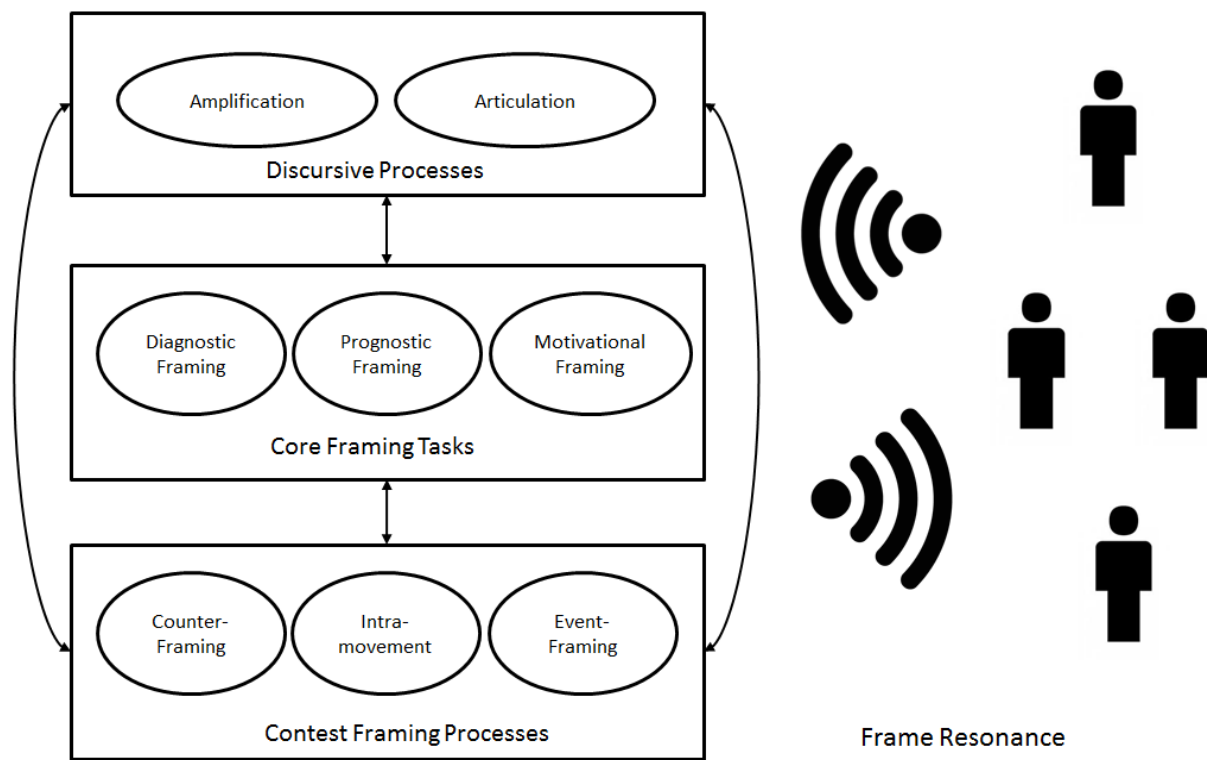 Amplification
Articulation
Discursive Processes
Diagnostic
Framing
Prognostic
Framing
Motivational
Framing
Core Framing Tasks
Counter-
Framing
Intra-
movement
Event-
Framing
Contest Framing Processes
Frame Resonance